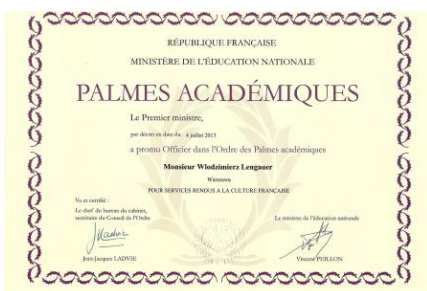 RÉPUBLIQUE FRANÇAISE
MINISTÈRE DE L'ÉDUCATION NATIONALE
PALMES ACADÉMIQUES
Le Premier ministre,
par décret en date du 4 juillet 2013
a promu Officier dans l'Ordre des Palmes académiques
Monsieur Wlodzimierz Lengauer
Warszawa
POUR SERVICES RENDUS A LA CULTURE FRANÇAISE
Vu et certifié :
Le chef du bureau du cabinet,
secrétaire du Conseil de l'Ordre
Le ministre de l'éducation nationale
Jean-Jacques LADVIE
Vincent PEILLON